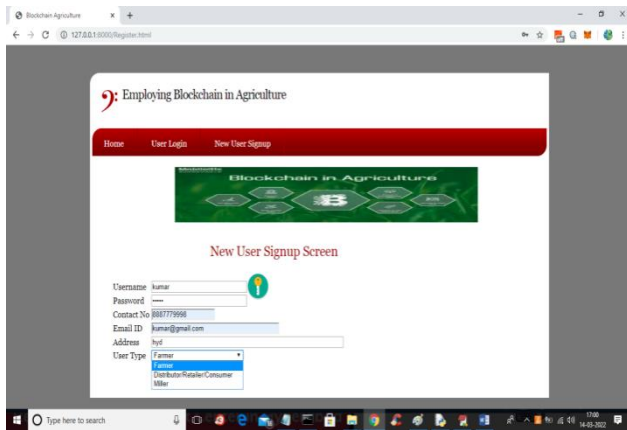 Blockchain Agriculture
127.0.0.1:8000/Register.html
Employing Blockchain in Agriculture
Home User Login New User Signup
Blockchain in Agriculture
New User Signup Screen
Username kumar
Password
Contact No 8887779998
Email ID kumar@gmail.com
Address hyd
User Type Farmer
Farmer
Distributor/Retailer/Consumer
Miller
Type here to search
17:00
14-03-2022